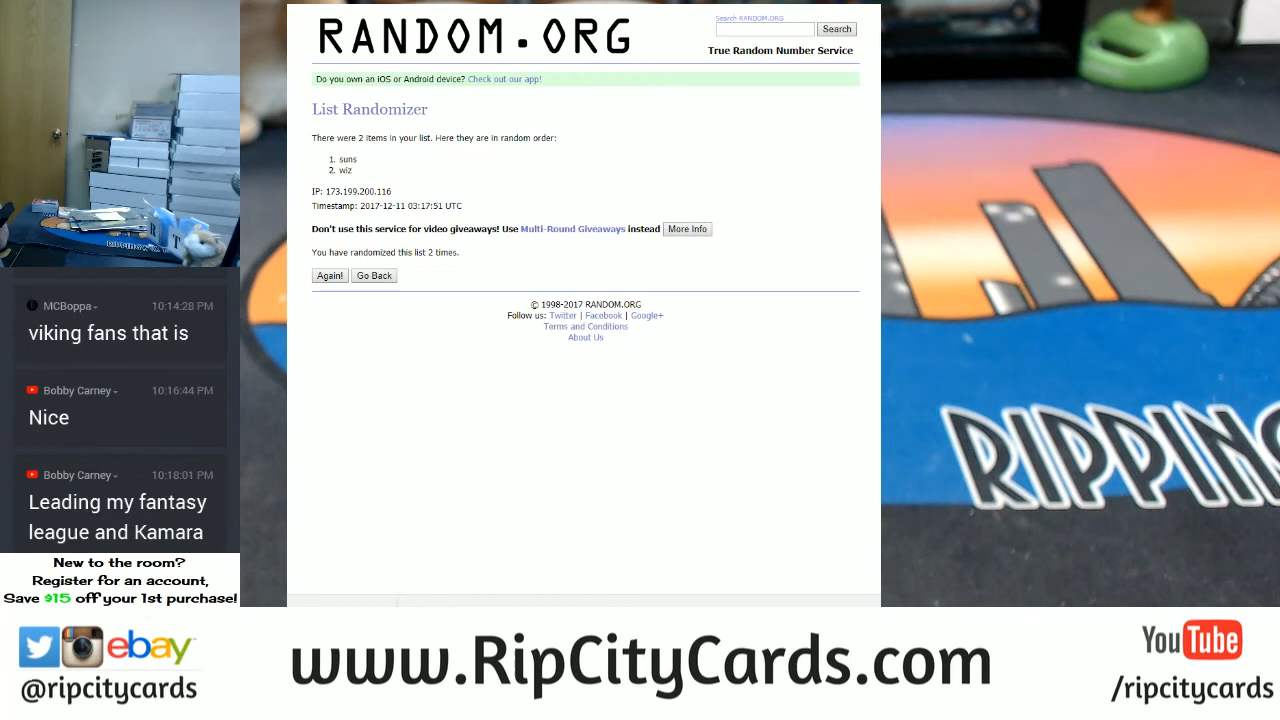 RANDOM.ORG
Search RANDOM.ORG
Search
True Random Number Service
Do you own an iOS or Android device? Check out our app!
List Randomizer
There were 2 items in your list. Here they are in random order:
1. suns
2. wiz
IP: 173.199.200.116
Timestamp: 2017-12-11 03:17:51 UTC
Don't use this service for video giveaways! Use Multi-Round Giveaways instead More Info
You have randomized this list 2 times.
Again! Go Back
© 1998-2017 RANDOM.ORG
Follow us: Twitter | Facebook | Google+
Terms and Conditions
About Us
MCBoppa 10:14:28 PM
viking fans that is
Bobby Carney 10:16:44 PM
Nice
Bobby Carney 10:18:01 PM
Leading my fantasy
league and Kamara
New to the room?
Register for an account,
Save $15 off your 1st purchase!
RIPPIN
ebay
@ripcitycards
www.RipCityCards.com
YouTube
/ripcitycards